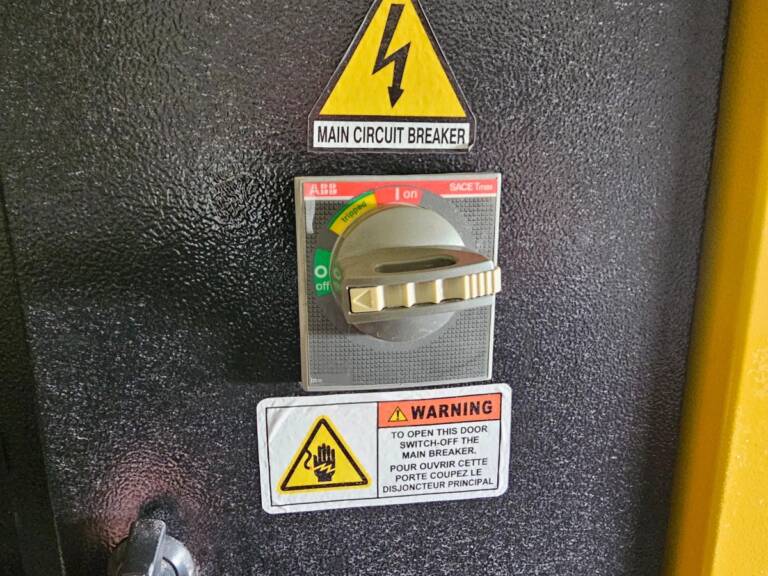 MAIN CIRCUIT BREAKER
ABB
SACE Tmax
I on
tripped
O
off
WARNING
TO OPEN THIS DOOR
SWITCH-OFF THE
MAIN BREAKER.
POUR OUVRIR CETTE
PORTE COUPEZ LE
DISJONCTEUR PRINCIPAL